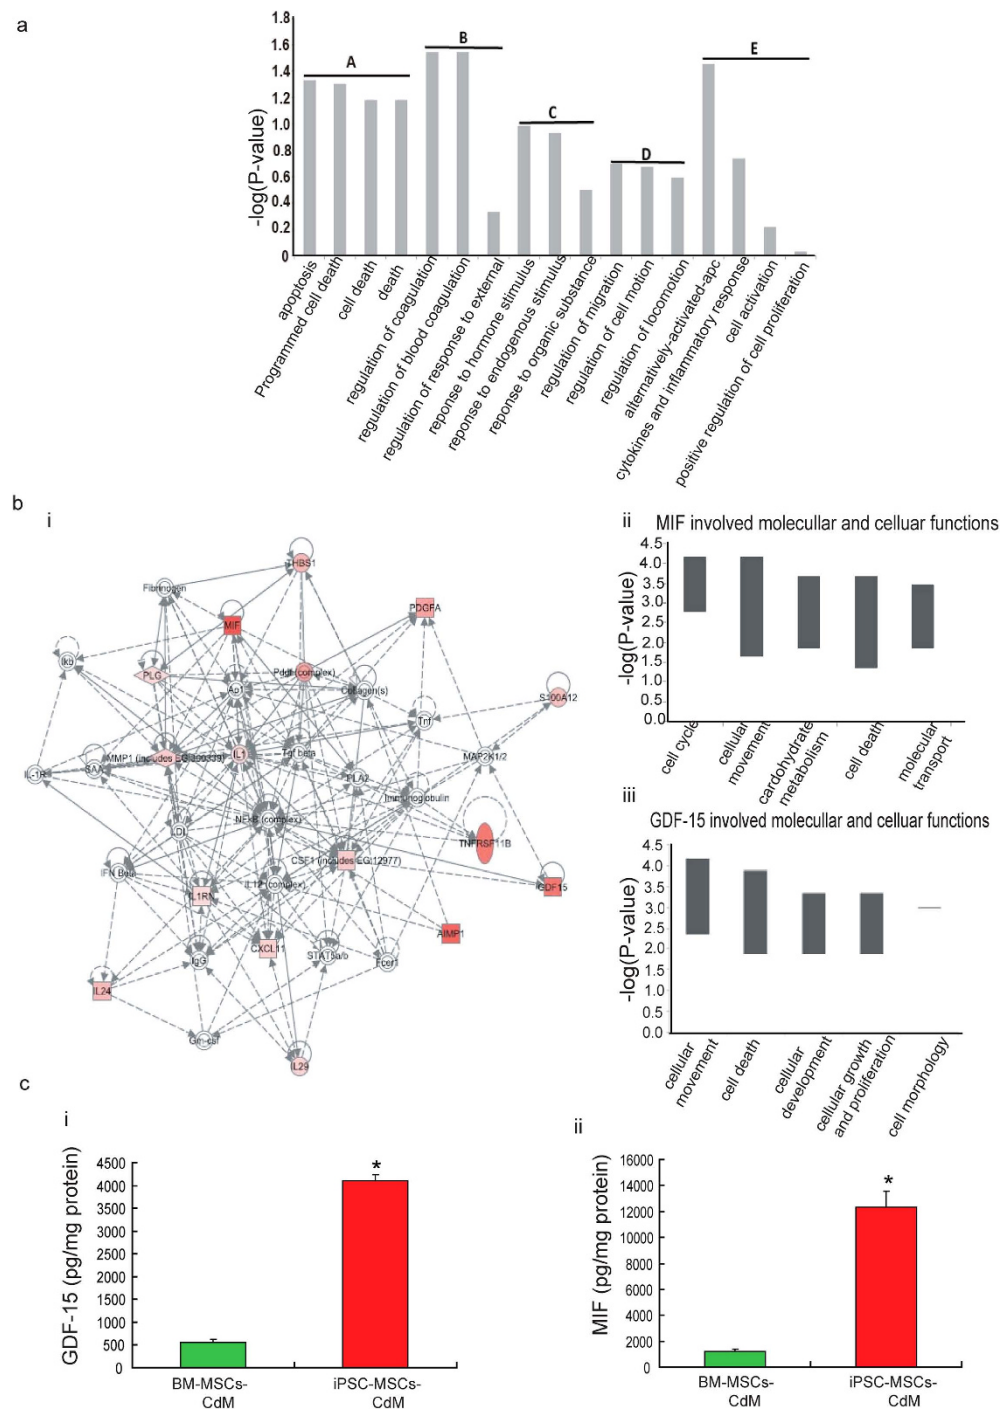 a
1.8
1.6
1.4
1.2
1.0
0.8
0.6
0.4
0.2
0
-log(P-value)
A
B
C
D
E
apoptosis
Programmed cell death
cell death
death
regulation of coagulation
regulation of blood coagulation
regulation of response to external
reponse to hormone stimulus
reponse to endogenous stimulus
reponse to organic substance
regulation of migration
regulation of cell motion
regulation of locomotion
alternatively-activated-apc
cytokines and inflammatory response
cell activation
positive regulation of cell proliferation
b
i
THBS1
Fibrinogen
PDGFA
MIF
Ikb
PLG
Pdgf (complex)
Ap1
Collagen(s)
S100A12
Tnf
MMP1 (includes EG:300339)
IL1
Tgf beta
MAP2K1/2
IL-1R
SAA
PLA2
Immunoglobulin
LDL
NFkB (complex)
TNFRSF11B
CSF1 (includes EG:12977)
IFN Beta
IL12 (complex)
GDF15
IL1RN
AIMP1
CXCL11
STAT5a/b
IgG
Fcer1
IL24
Gm-csf
IL29
ii
MIF involved molecullar and celluar functions
4.5
4.0
3.5
3.0
2.5
2.0
1.5
1.0
0.5
0.0
-log(P-value)
cell cycle
cellular
movement
cardohydrate
metabolism
cell death
molecular
transport
iii
GDF-15 involved molecullar and celluar functions
4.5
4.0
3.5
3.0
2.5
2.0
1.5
1.0
0.5
0.0
-log(P-value)
cellular
movement
cell death
cellular
development
cellular growth
and proliferation
cell morphology
c
i
4500
4000
3500
3000
2500
2000
1500
1000
500
0
GDF-15 (pg/mg protein)
*
BM-MSCs-
CdM
iPSC-MSCs-
CdM
ii
16000
14000
12000
10000
8000
6000
4000
2000
0
MIF (pg/mg protein)
*
BM-MSCs-
CdM
iPSC-MSCs-
CdM